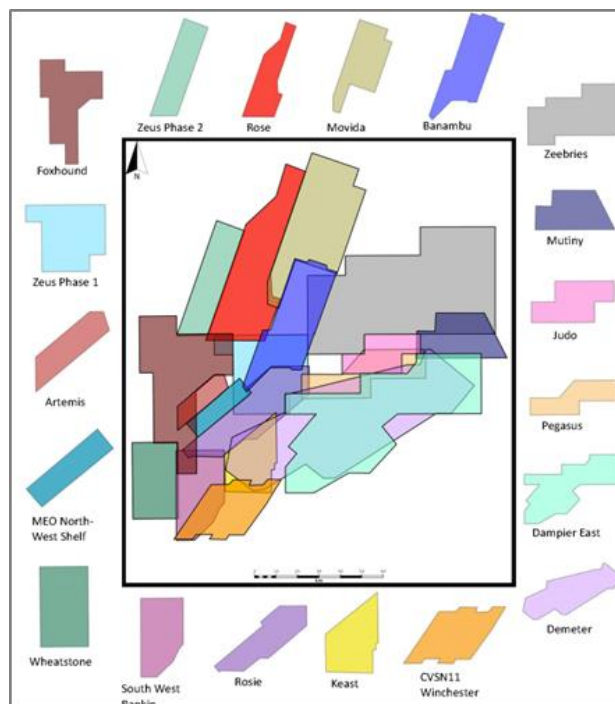 Zeus Phase 2
Rose
Movida
Banambu
Foxhound
Zeebries
N
Zeus Phase 1
Mutiny
Artemis
Judo
MEO North-
West Shelf
Pegasus
Dampier East
Wheatstone
Demeter
South West
Rankin
Rosie
Keast
CVSN11
Winchester